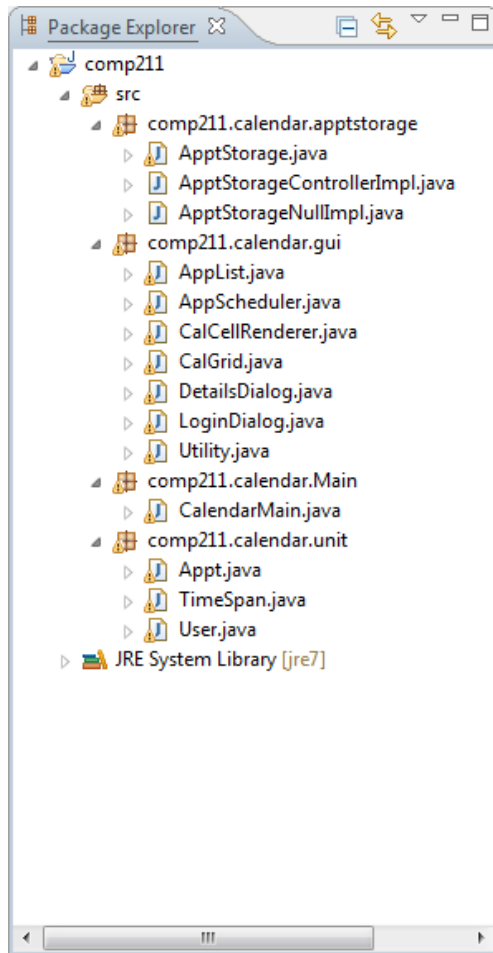 Package Explorer
comp211
src
comp211.calendar.apptstorage
ApptStorage.java
ApptStorageControllerImpl.java
ApptStorageNullImpl.java
comp211.calendar.gui
AppList.java
AppScheduler.java
CalCellRenderer.java
CalGrid.java
DetailsDialog.java
LoginDialog.java
Utility.java
comp211.calendar.Main
CalendarMain.java
comp211.calendar.unit
Appt.java
TimeSpan.java
User.java
JRE System Library [jre7]